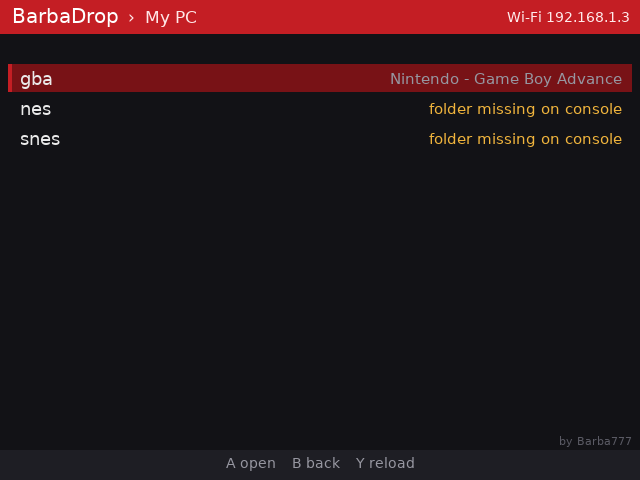 BarbaDrop › My PC Wi-Fi 192.168.1.3
gba Nintendo - Game Boy Advance
nes folder missing on console
snes folder missing on console
by Barba777
A open B back Y reload